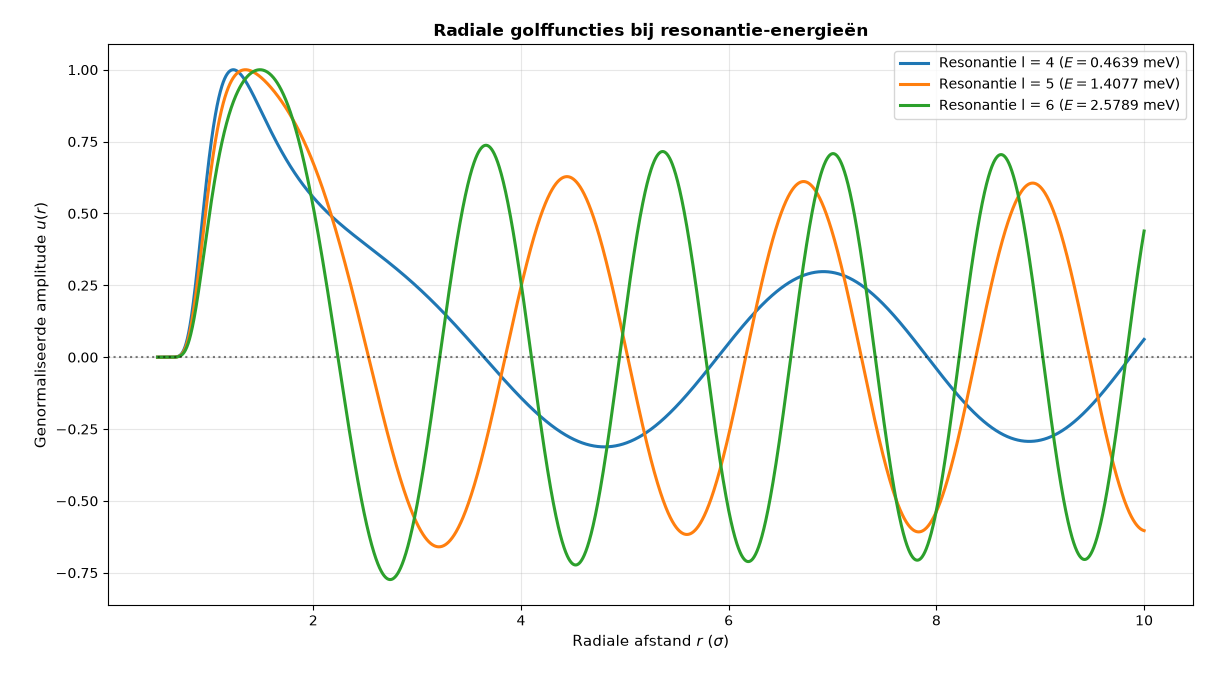 Radiale golffuncties bij resonantie-energieën
Resonantie l = 4 (E = 0.4639 meV)
Resonantie l = 5 (E = 1.4077 meV)
Resonantie l = 6 (E = 2.5789 meV)
Genormaliseerde amplitude u(r)
1.00
0.75
0.50
0.25
0.00
−0.25
−0.50
−0.75
2 4 6 8 10
Radiale afstand r (σ)